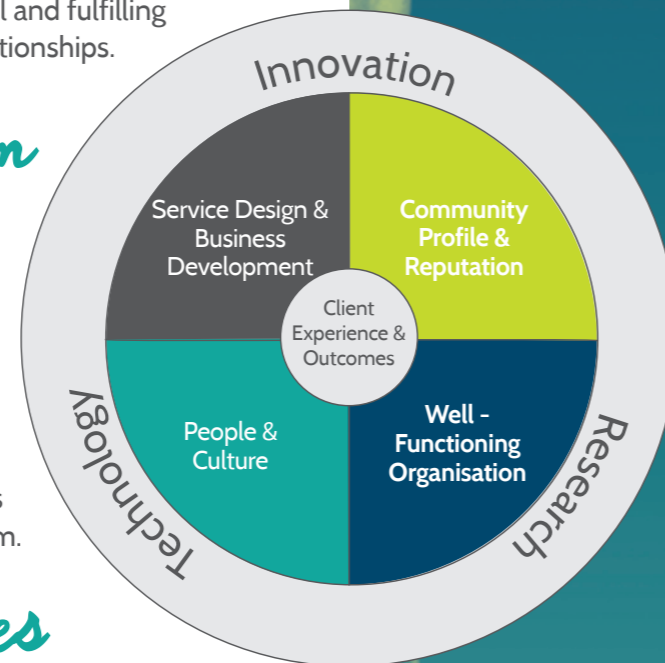 l and fulfilling
tionships.
Innovation
Service Design &
Business
Development
Community
Profile &
Reputation
Client
Experience &
Outcomes
People &
Culture
Well -
Functioning
Organisation
Technology
Research
s
m.
es